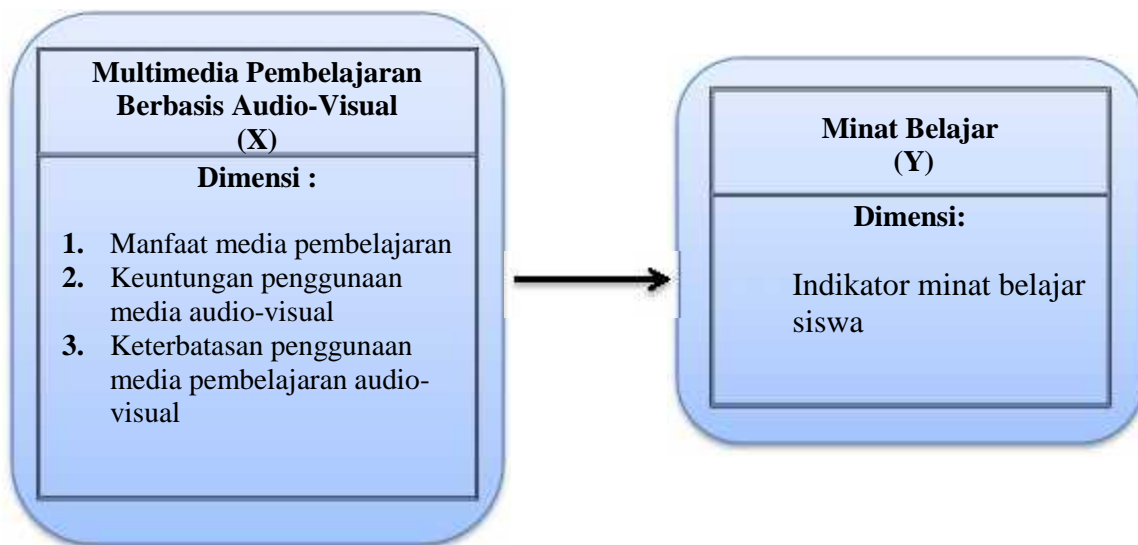 Multimedia Pembelajaran
Berbasis Audio-Visual
(X)
Dimensi :
1. Manfaat media pembelajaran
2. Keuntungan penggunaan
media audio-visual
3. Keterbatasan penggunaan
media pembelajaran audio-
visual
Minat Belajar
(Y)
Dimensi:
Indikator minat belajar
siswa